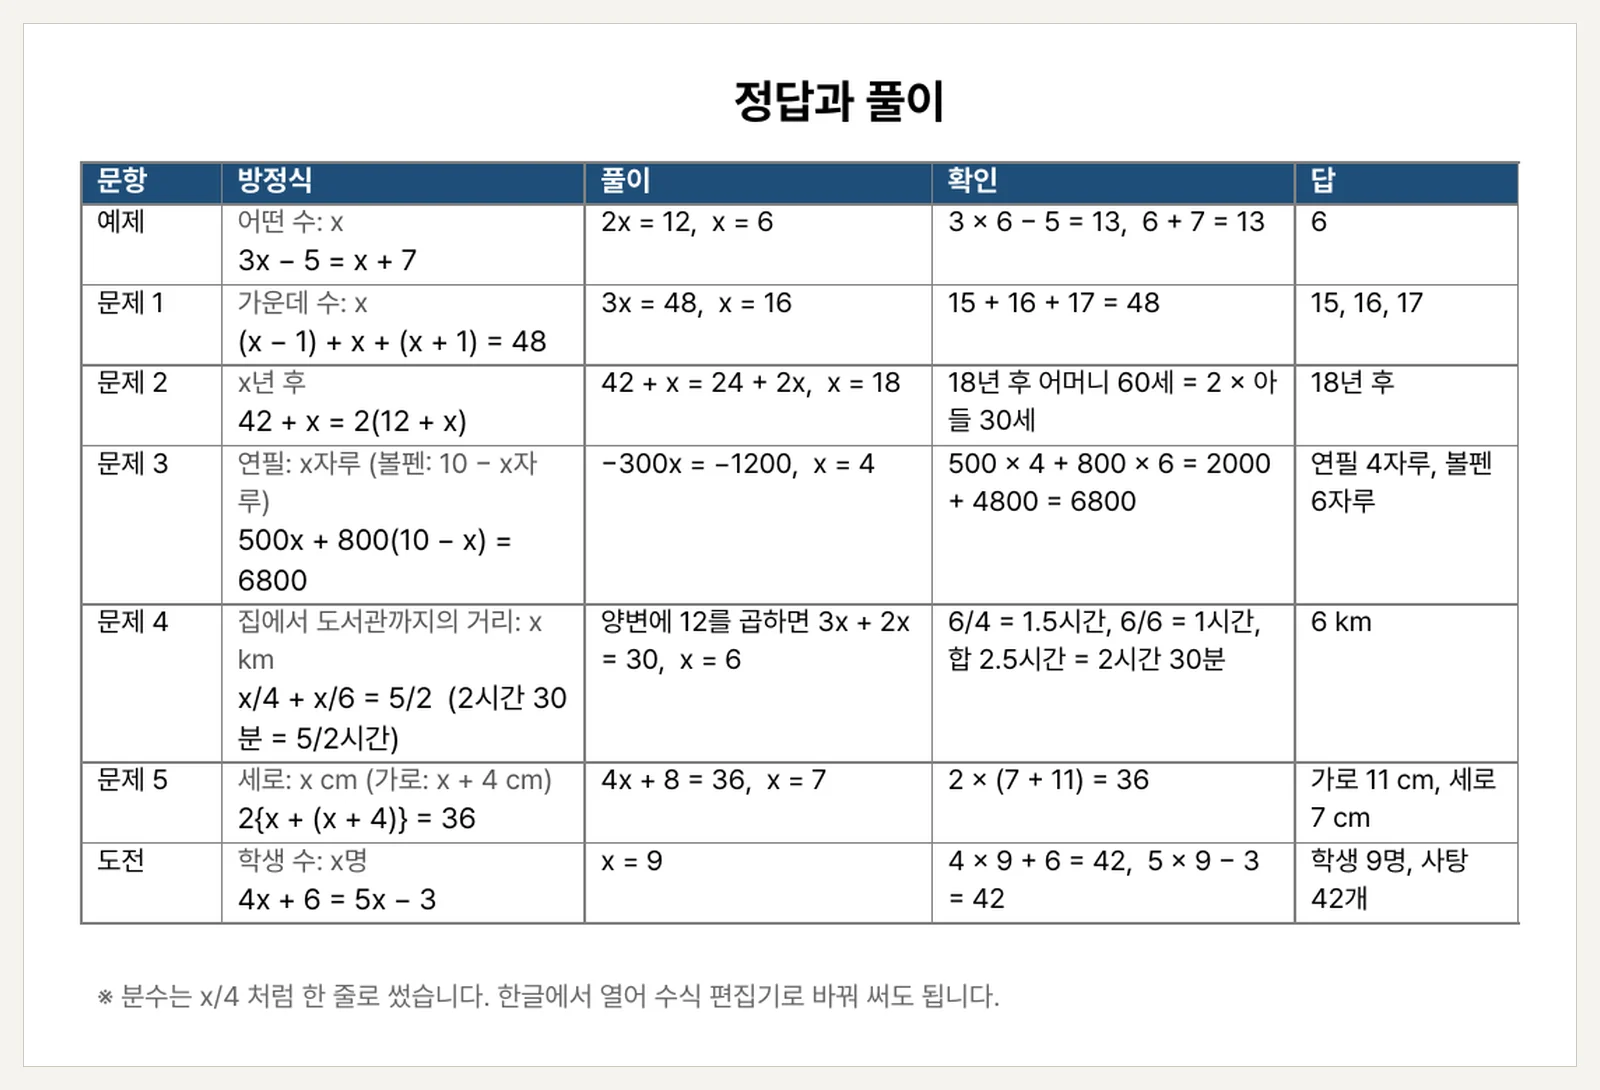 정답과 풀이
문항 방정식 풀이 확인 답
예제 어떤 수: x 2x = 12, x = 6 3 × 6 − 5 = 13, 6 + 7 = 13 6
3x − 5 = x + 7
문제 1 가운데 수: x 3x = 48, x = 16 15 + 16 + 17 = 48 15, 16, 17
(x − 1) + x + (x + 1) = 48
문제 2 x년 후 42 + x = 24 + 2x, x = 18 18년 후 어머니 60세 = 2 × 아 18년 후
42 + x = 2(12 + x) 들 30세
문제 3 연필: x자루 (볼펜: 10 − x자 −300x = −1200, x = 4 500 × 4 + 800 × 6 = 2000 연필 4자루, 볼펜
루) + 4800 = 6800 6자루
500x + 800(10 − x) =
6800
문제 4 집에서 도서관까지의 거리: x 양변에 12를 곱하면 3x + 2x 6/4 = 1.5시간, 6/6 = 1시간, 6 km
km = 30, x = 6 합 2.5시간 = 2시간 30분
x/4 + x/6 = 5/2 (2시간 30
분 = 5/2시간)
문제 5 세로: x cm (가로: x + 4 cm) 4x + 8 = 36, x = 7 2 × (7 + 11) = 36 가로 11 cm, 세로
2{x + (x + 4)} = 36 7 cm
도전 학생 수: x명 x = 9 4 × 9 + 6 = 42, 5 × 9 − 3 학생 9명, 사탕
4x + 6 = 5x − 3 = 42 42개
※ 분수는 x/4 처럼 한 줄로 썼습니다. 한글에서 열어 수식 편집기로 바꿔 써도 됩니다.